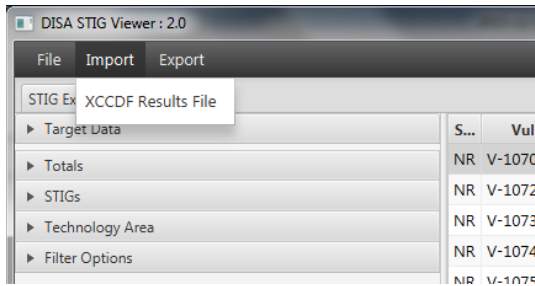 DISA STIG Viewer : 2.0
File Import Export
XCCDF Results File
STIG Ex
Target Data
Totals
STIGs
Technology Area
Filter Options
S... Vul
NR V-1070
NR V-1072
NR V-1073
NR V-1074
NR V-1075